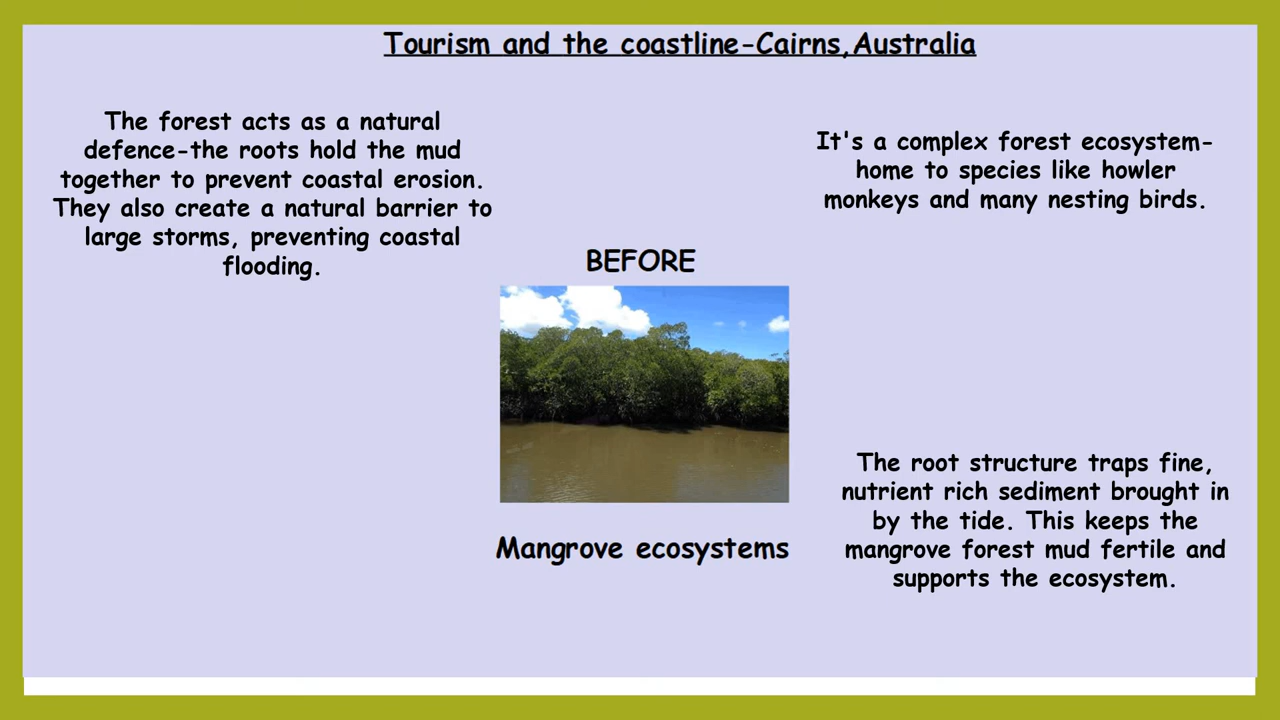 Tourism and the coastline-Cairns,Australia
The forest acts as a natural
defence-the roots hold the mud
together to prevent coastal erosion.
They also create a natural barrier to
large storms, preventing coastal
flooding.
It's a complex forest ecosystem-
home to species like howler
monkeys and many nesting birds.
BEFORE
Mangrove ecosystems
The root structure traps fine,
nutrient rich sediment brought in
by the tide. This keeps the
mangrove forest mud fertile and
supports the ecosystem.